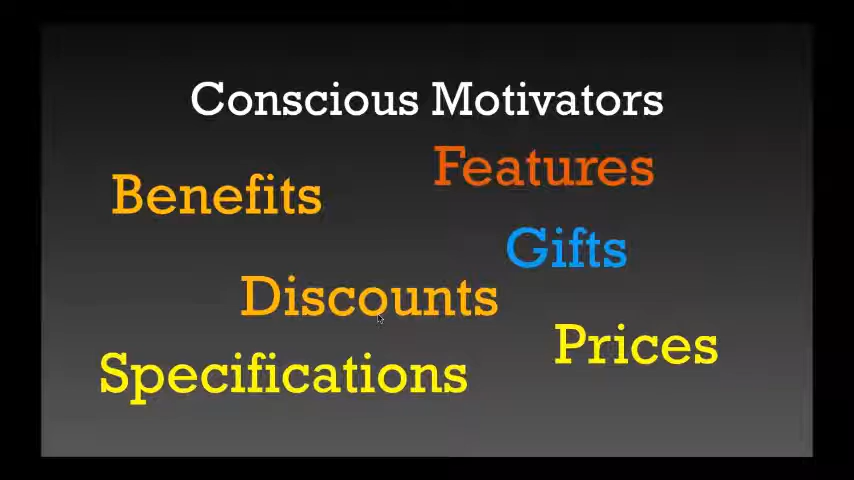 Conscious Motivators
Features
Benefits
Gifts
Discounts
Prices
Specifications